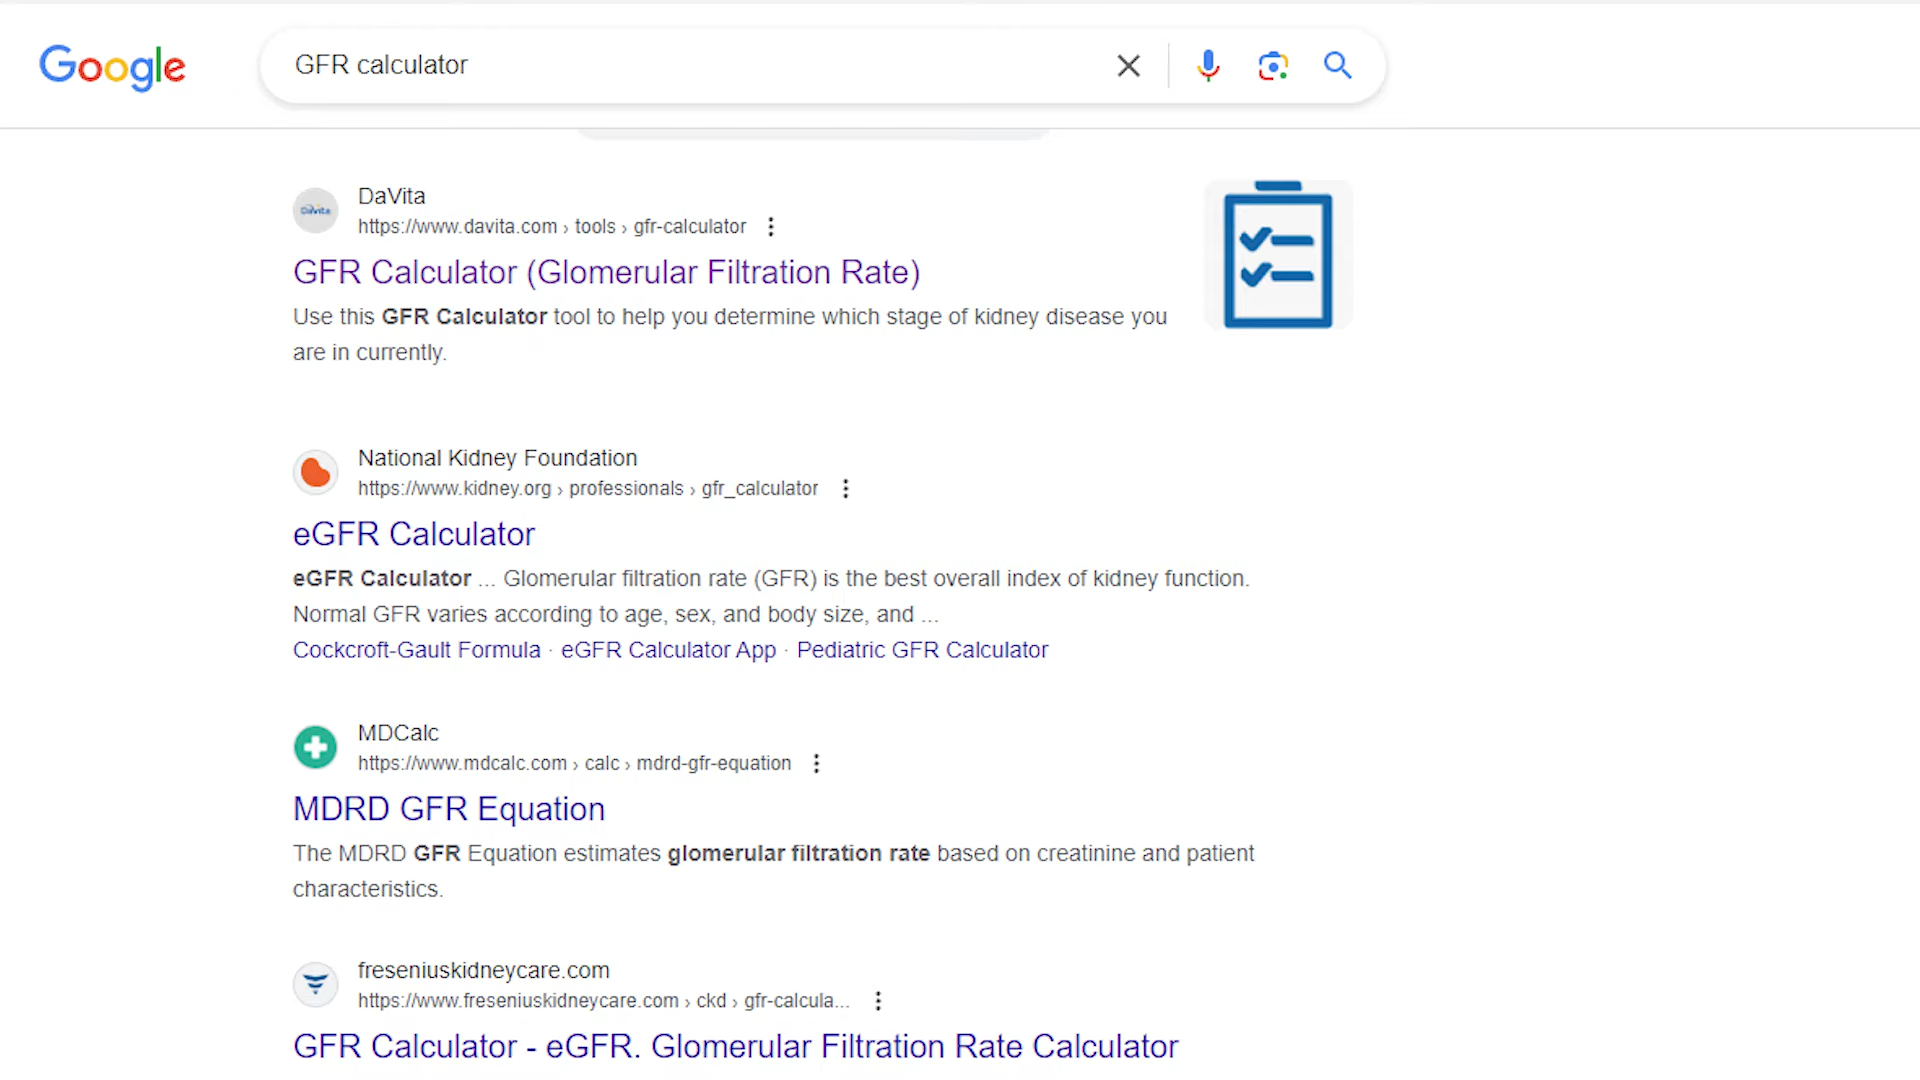 Google
GFR calculator
DaVita
DaVita
https://www.davita.com › tools › gfr-calculator
GFR Calculator (Glomerular Filtration Rate)
Use this GFR Calculator tool to help you determine which stage of kidney disease you
are in currently.
National Kidney Foundation
https://www.kidney.org › professionals › gfr_calculator
eGFR Calculator
eGFR Calculator ... Glomerular filtration rate (GFR) is the best overall index of kidney function.
Normal GFR varies according to age, sex, and body size, and ...
Cockcroft-Gault Formula · eGFR Calculator App · Pediatric GFR Calculator
MDCalc
https://www.mdcalc.com › calc › mdrd-gfr-equation
MDRD GFR Equation
The MDRD GFR Equation estimates glomerular filtration rate based on creatinine and patient
characteristics.
freseniuskidneycare.com
https://www.freseniuskidneycare.com › ckd › gfr-calcula...
GFR Calculator - eGFR. Glomerular Filtration Rate Calculator